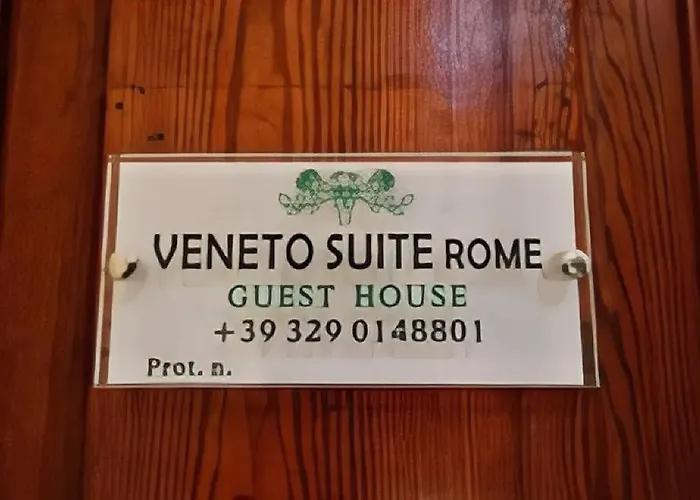 VENETO SUITE ROME
GUEST HOUSE
+39 329 0148801
Prot. n.